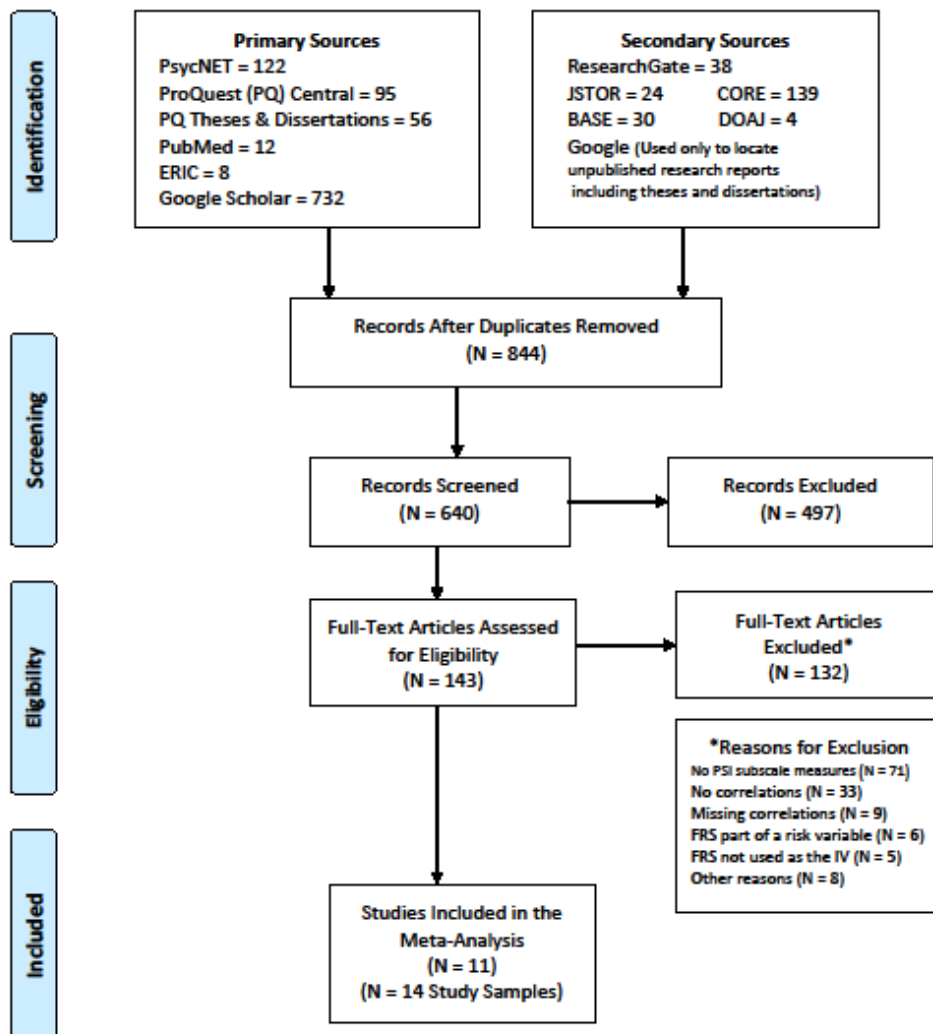 Identification
Primary Sources
PsycNET = 122
ProQuest (PQ) Central = 95
PQ Theses & Dissertations = 56
PubMed = 12
ERIC = 8
Google Scholar = 732
Secondary Sources
ResearchGate = 38
JSTOR = 24 CORE = 139
BASE = 30 DOAJ = 4
Google (Used only to locate
unpublished research reports
including theses and dissertations)
Records After Duplicates Removed
(N = 844)
Screening
Records Screened
(N = 640)
Records Excluded
(N = 497)
Eligibility
Full-Text Articles Assessed
for Eligibility
(N = 143)
Full-Text Articles
Excluded*
(N = 132)
*Reasons for Exclusion
No PSI subscale measures (N = 71)
No correlations (N = 33)
Missing correlations (N = 9)
FRS part of a risk variable (N = 6)
FRS not used as the IV (N = 5)
Other reasons (N = 8)
Included
Studies Included in the
Meta-Analysis
(N = 11)
(N = 14 Study Samples)